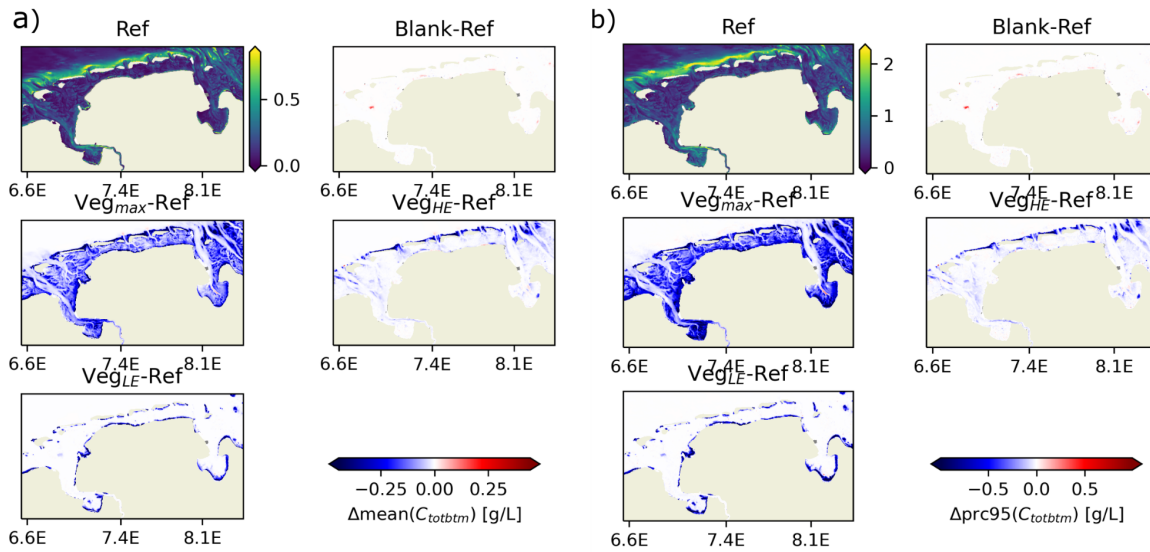 a)
Ref
Blank-Ref
0.5
0.0
6.6E 7.4E 8.1E
Veg_max-Ref
Veg_HE-Ref
6.6E 7.4E 8.1E
6.6E 7.4E 8.1E
Veg_LE-Ref
6.6E 7.4E 8.1E
−0.25 0.00 0.25
Δmean(C_totbtm) [g/L]
b)
Ref
Blank-Ref
2
1
0
6.6E 7.4E 8.1E
6.6E 7.4E 8.1E
Veg_max-Ref
Veg_HE-Ref
6.6E 7.4E 8.1E
6.6E 7.4E 8.1E
Veg_LE-Ref
6.6E 7.4E 8.1E
−0.5 0.0 0.5
Δprc95(C_totbtm) [g/L]
6.6E 7.4E 8.1E